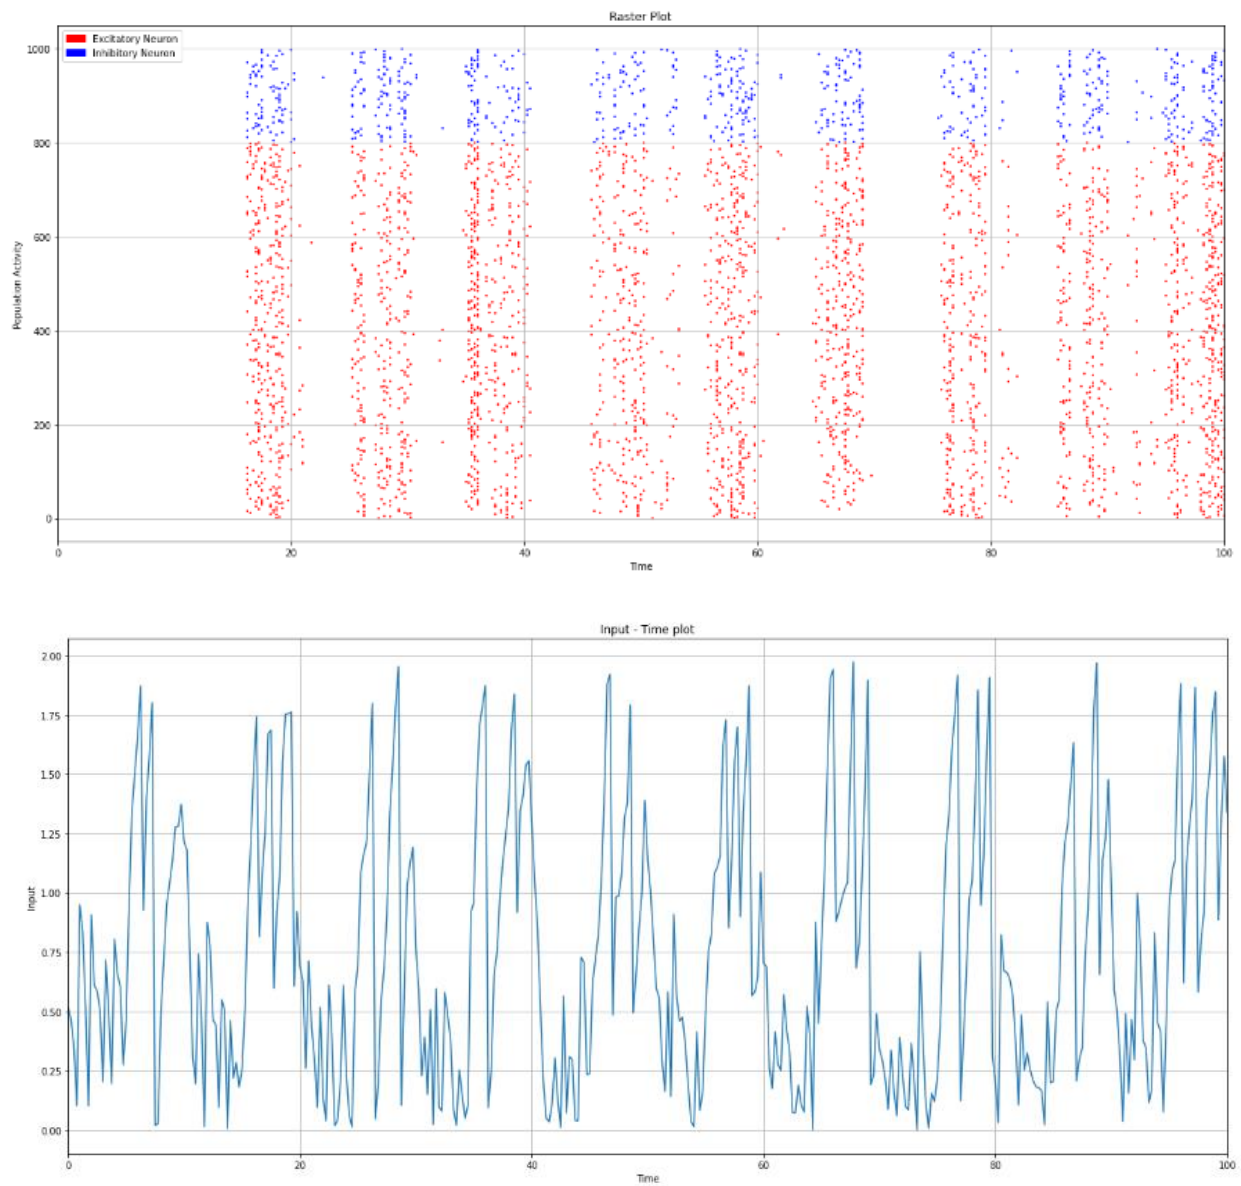 Raster Plot
Excitatory Neuron
Inhibitory Neuron
1000
800
600
400
200
0
Population Activity
0 20 40 60 80 100
Time
Input - Time plot
2.00
1.75
1.50
1.25
1.00
0.75
0.50
0.25
0.00
Input
0 20 40 60 80 100
Time